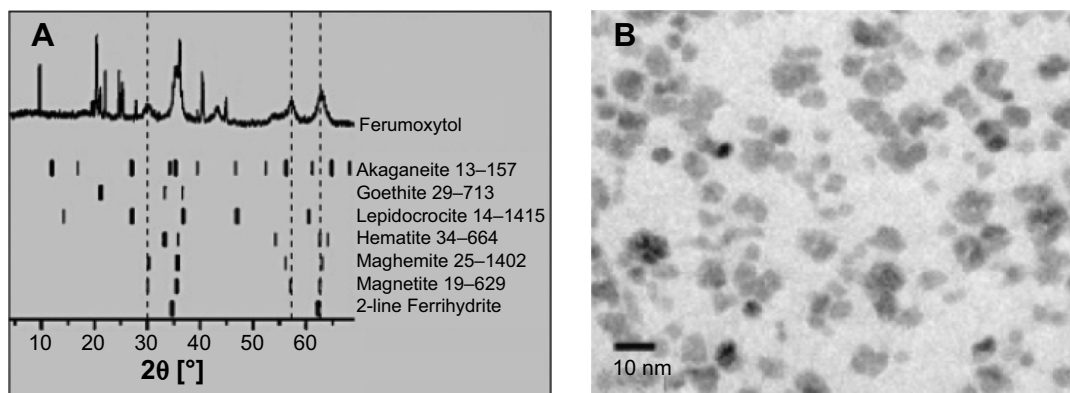 A
Ferumoxytol
Akaganeite 13–157
Goethite 29–713
Lepidocrocite 14–1415
Hematite 34–664
Maghemite 25–1402
Magnetite 19–629
2-line Ferrihydrite
10 20 30 40 50 60
2θ [°]
B
10 nm